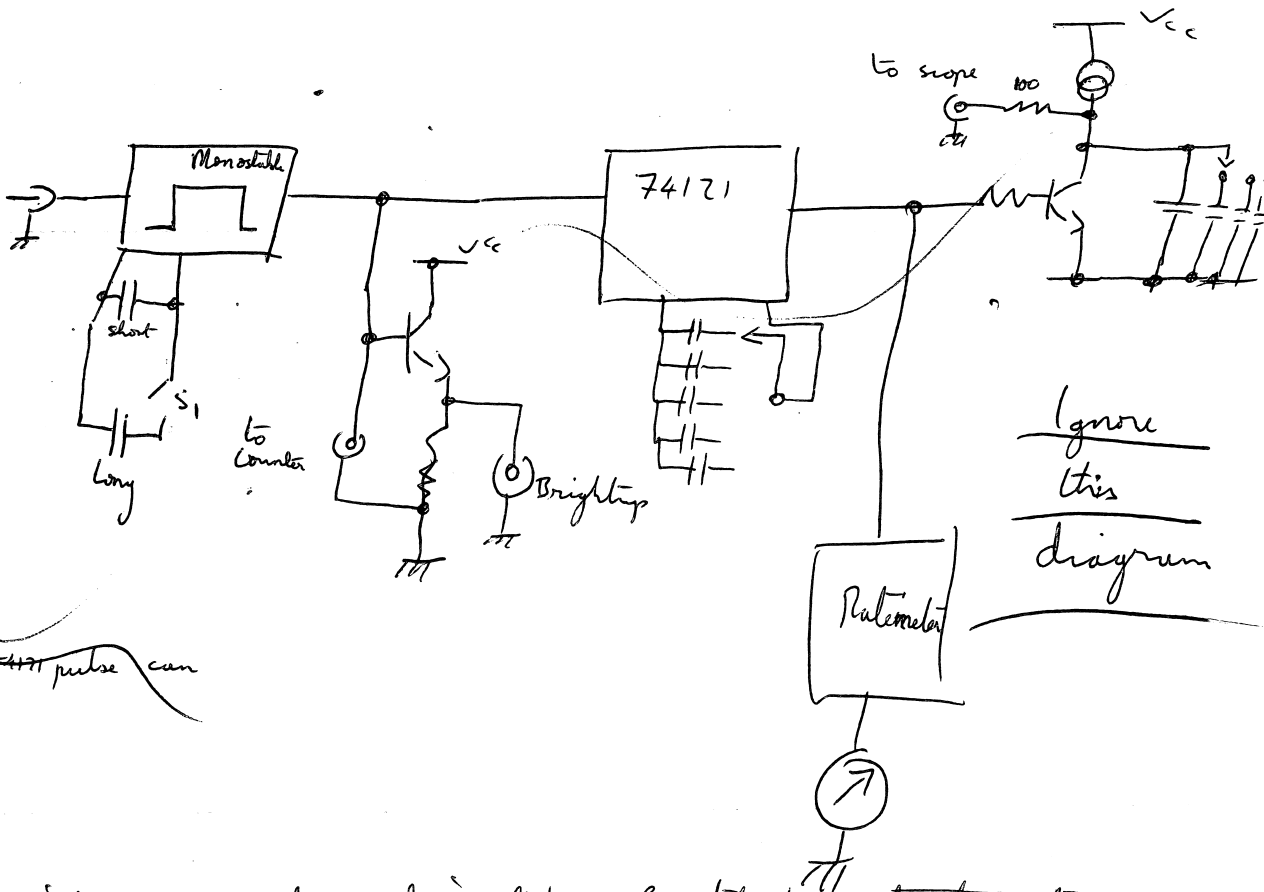 Vcc
to scope
100
Monostable
74121
Vcc
short
S1
Long
to
Counter
Brightup
Ignore
this
diagram
Ratemeter
74121 pulse can